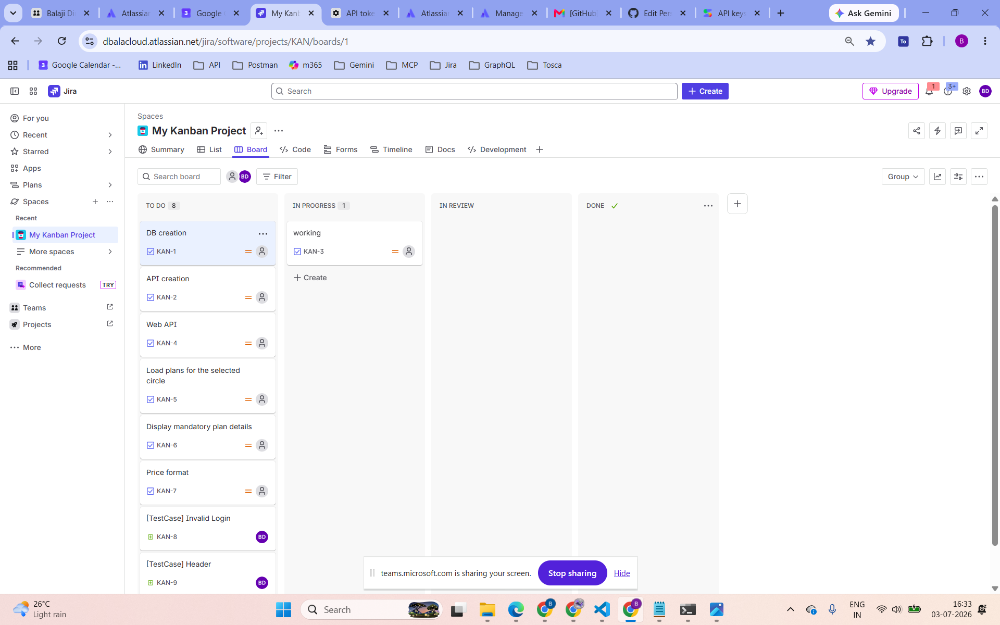 Balaji Di
Atlassian
Google
My Kanb
API toke
Atlassian
Manage
[GitHub]
Edit Pers
API keys
Ask Gemini
dbalacloud.atlassian.net/jira/software/projects/KAN/boards/1
To
B
3 Google Calendar -...
LinkedIn
API
Postman
m365
Gemini
MCP
Jira
GraphQL
Tosca
Jira
Search
Create
Upgrade
1
3+
BD
For you
Recent
Starred
Apps
Plans
Spaces
Recent
My Kanban Project
More spaces
Recommended
Collect requests TRY
Teams
Projects
More
Spaces
My Kanban Project
Summary
List
Board
Code
Forms
Timeline
Docs
Development
Search board
BD
Filter
Group
TO DO 8
DB creation
KAN-1
API creation
KAN-2
Web API
KAN-4
Load plans for the selected
circle
KAN-5
Display mandatory plan details
KAN-6
Price format
KAN-7
[TestCase] Invalid Login
KAN-8 BD
[TestCase] Header
KAN-9 BD
IN PROGRESS 1
working
KAN-3
Create
IN REVIEW
DONE
teams.microsoft.com is sharing your screen.
Stop sharing
Hide
26°C
Light rain
Search
B
B
ENG
IN
16:33
03-07-2026